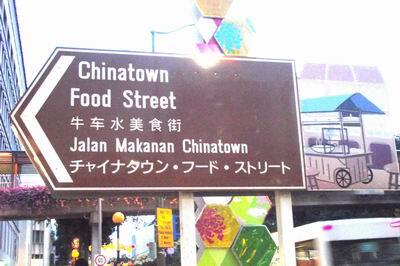 Chinatown
Food Street
牛车水美食街
Jalan Makanan Chinatown
チャイナタウン・フード・ストリート